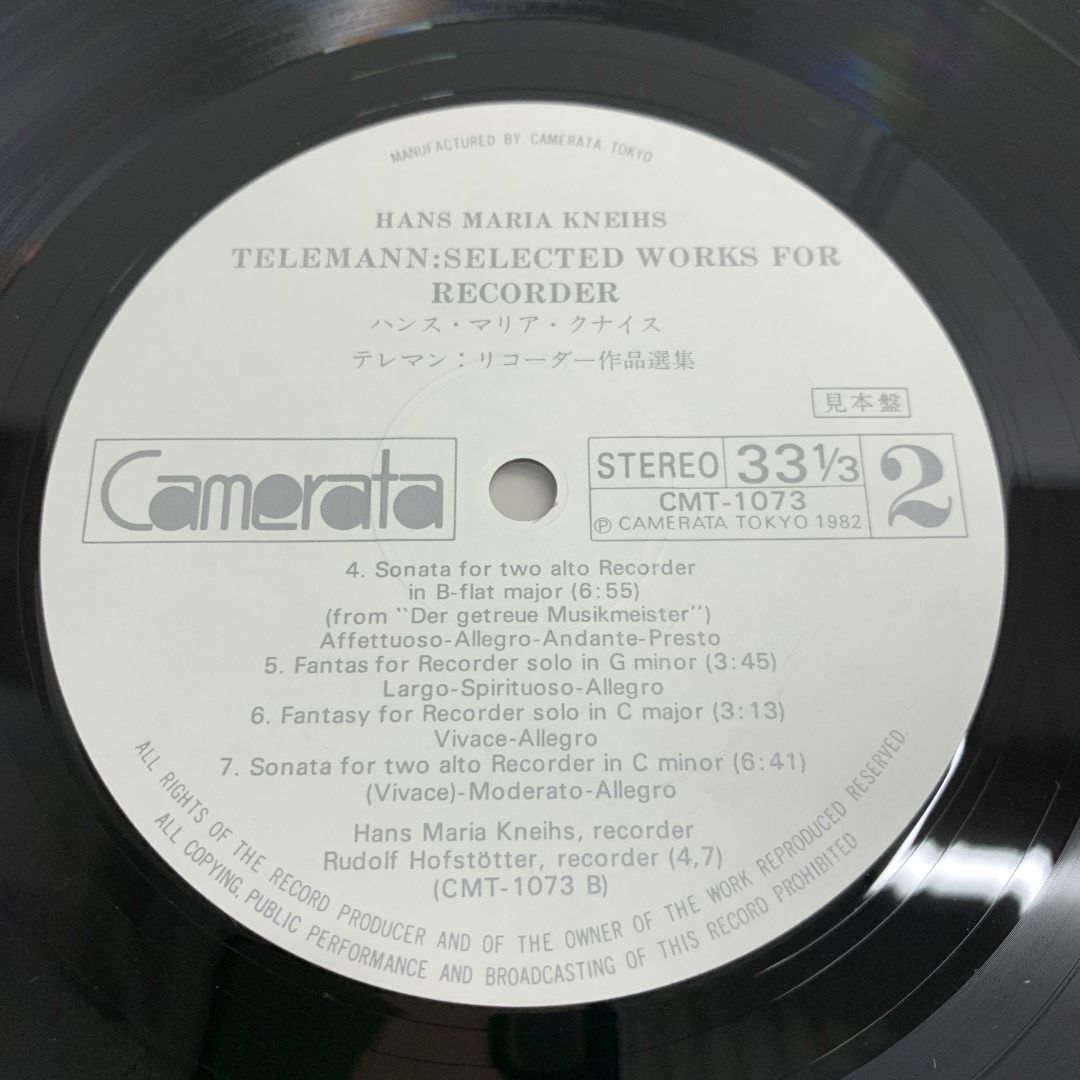 MANUFACTURED BY CAMERATA TOKYO
HANS MARIA KNEIHS
TELEMANN:SELECTED WORKS FOR
RECORDER
ハンス・マリア・クナイス
テレマン：リコーダー作品選集
見本盤
Camerata
STEREO 33 1/3 2
CMT-1073
Ⓟ CAMERATA TOKYO 1982
4. Sonata for two alto Recorder
in B-flat major (6:55)
(from "Der getreue Musikmeister")
Affettuoso-Allegro-Andante-Presto
5. Fantas for Recorder solo in G minor (3:45)
Largo-Spirituoso-Allegro
6. Fantasy for Recorder solo in C major (3:13)
Vivace-Allegro
7. Sonata for two alto Recorder in C minor (6:41)
(Vivace)-Moderato-Allegro
Hans Maria Kneihs, recorder
Rudolf Hofstötter, recorder (4,7)
(CMT-1073 B)
ALL RIGHTS OF THE RECORD PRODUCER AND OF THE OWNER OF THE WORK REPRODUCED RESERVED.
ALL COPYING, PUBLIC PERFORMANCE AND BROADCASTING OF THIS RECORD PROHIBITED